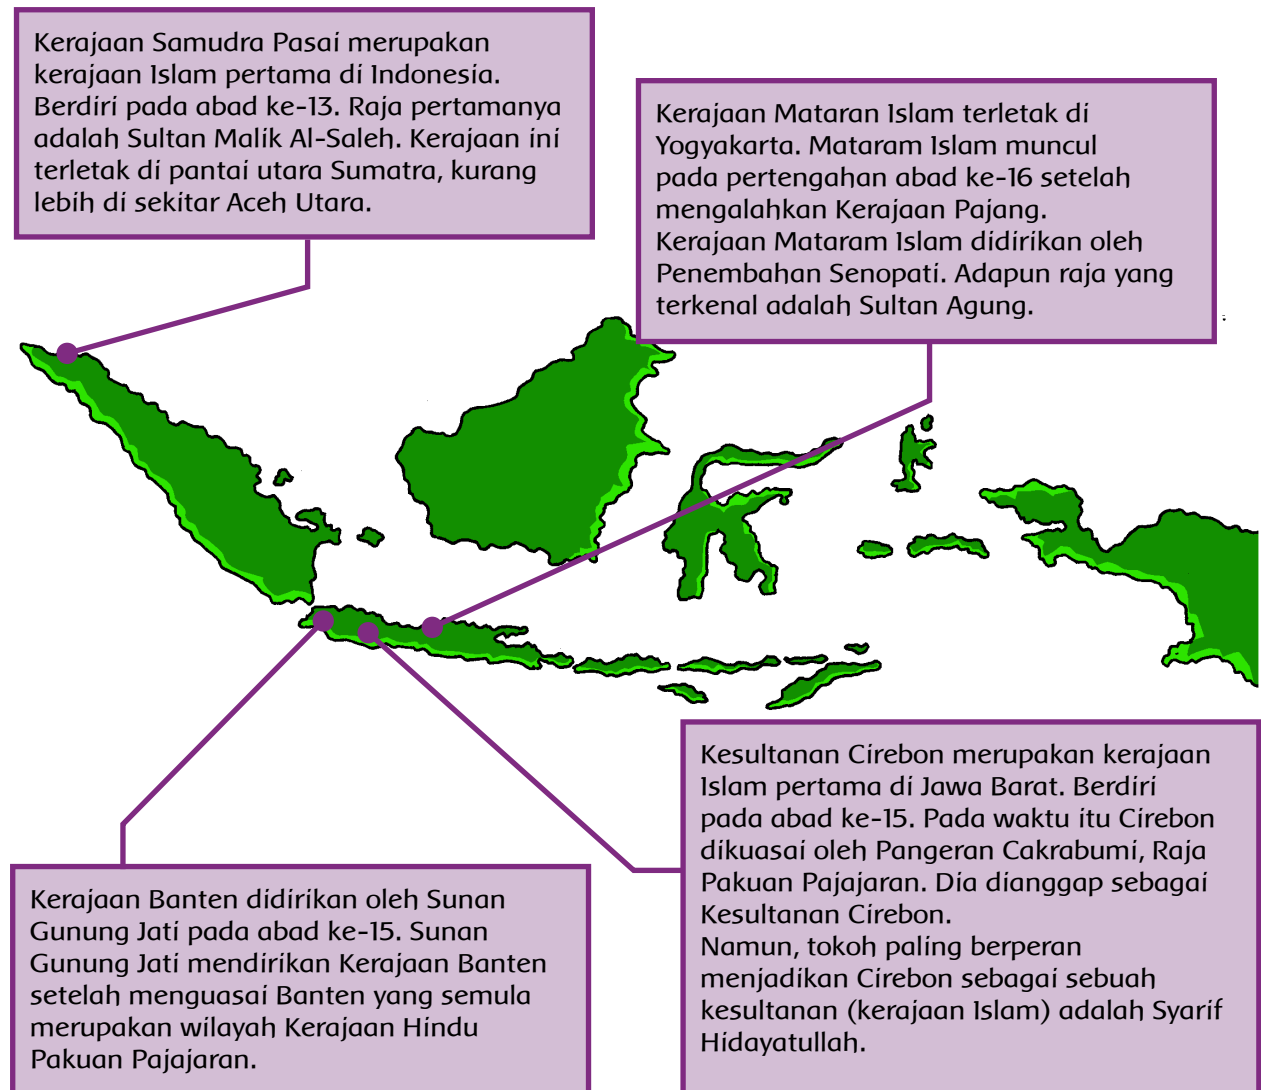 Kerajaan Samudra Pasai merupakan
kerajaan Islam pertama di Indonesia.
Berdiri pada abad ke-13. Raja pertamanya
adalah Sultan Malik Al-Saleh. Kerajaan ini
terletak di pantai utara Sumatra, kurang
lebih di sekitar Aceh Utara.
Kerajaan Mataran Islam terletak di
Yogyakarta. Mataram Islam muncul
pada pertengahan abad ke-16 setelah
mengalahkan Kerajaan Pajang.
Kerajaan Mataram Islam didirikan oleh
Penembahan Senopati. Adapun raja yang
terkenal adalah Sultan Agung.
Kerajaan Banten didirikan oleh Sunan
Gunung Jati pada abad ke-15. Sunan
Gunung Jati mendirikan Kerajaan Banten
setelah menguasai Banten yang semula
merupakan wilayah Kerajaan Hindu
Pakuan Pajajaran.
Kesultanan Cirebon merupakan kerajaan
Islam pertama di Jawa Barat. Berdiri
pada abad ke-15. Pada waktu itu Cirebon
dikuasai oleh Pangeran Cakrabumi, Raja
Pakuan Pajajaran. Dia dianggap sebagai
Kesultanan Cirebon.
Namun, tokoh paling berperan
menjadikan Cirebon sebagai sebuah
kesultanan (kerajaan Islam) adalah Syarif
Hidayatullah.